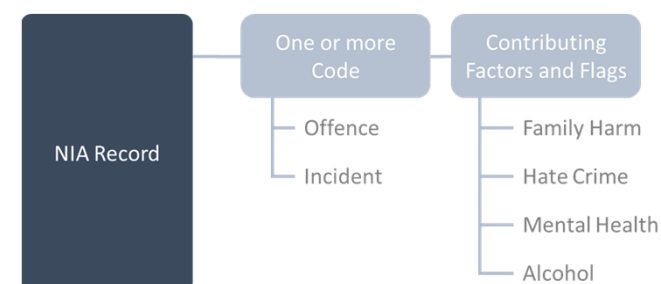 NIA Record
One or more
Code
Offence
Incident
Contributing
Factors and Flags
Family Harm
Hate Crime
Mental Health
Alcohol